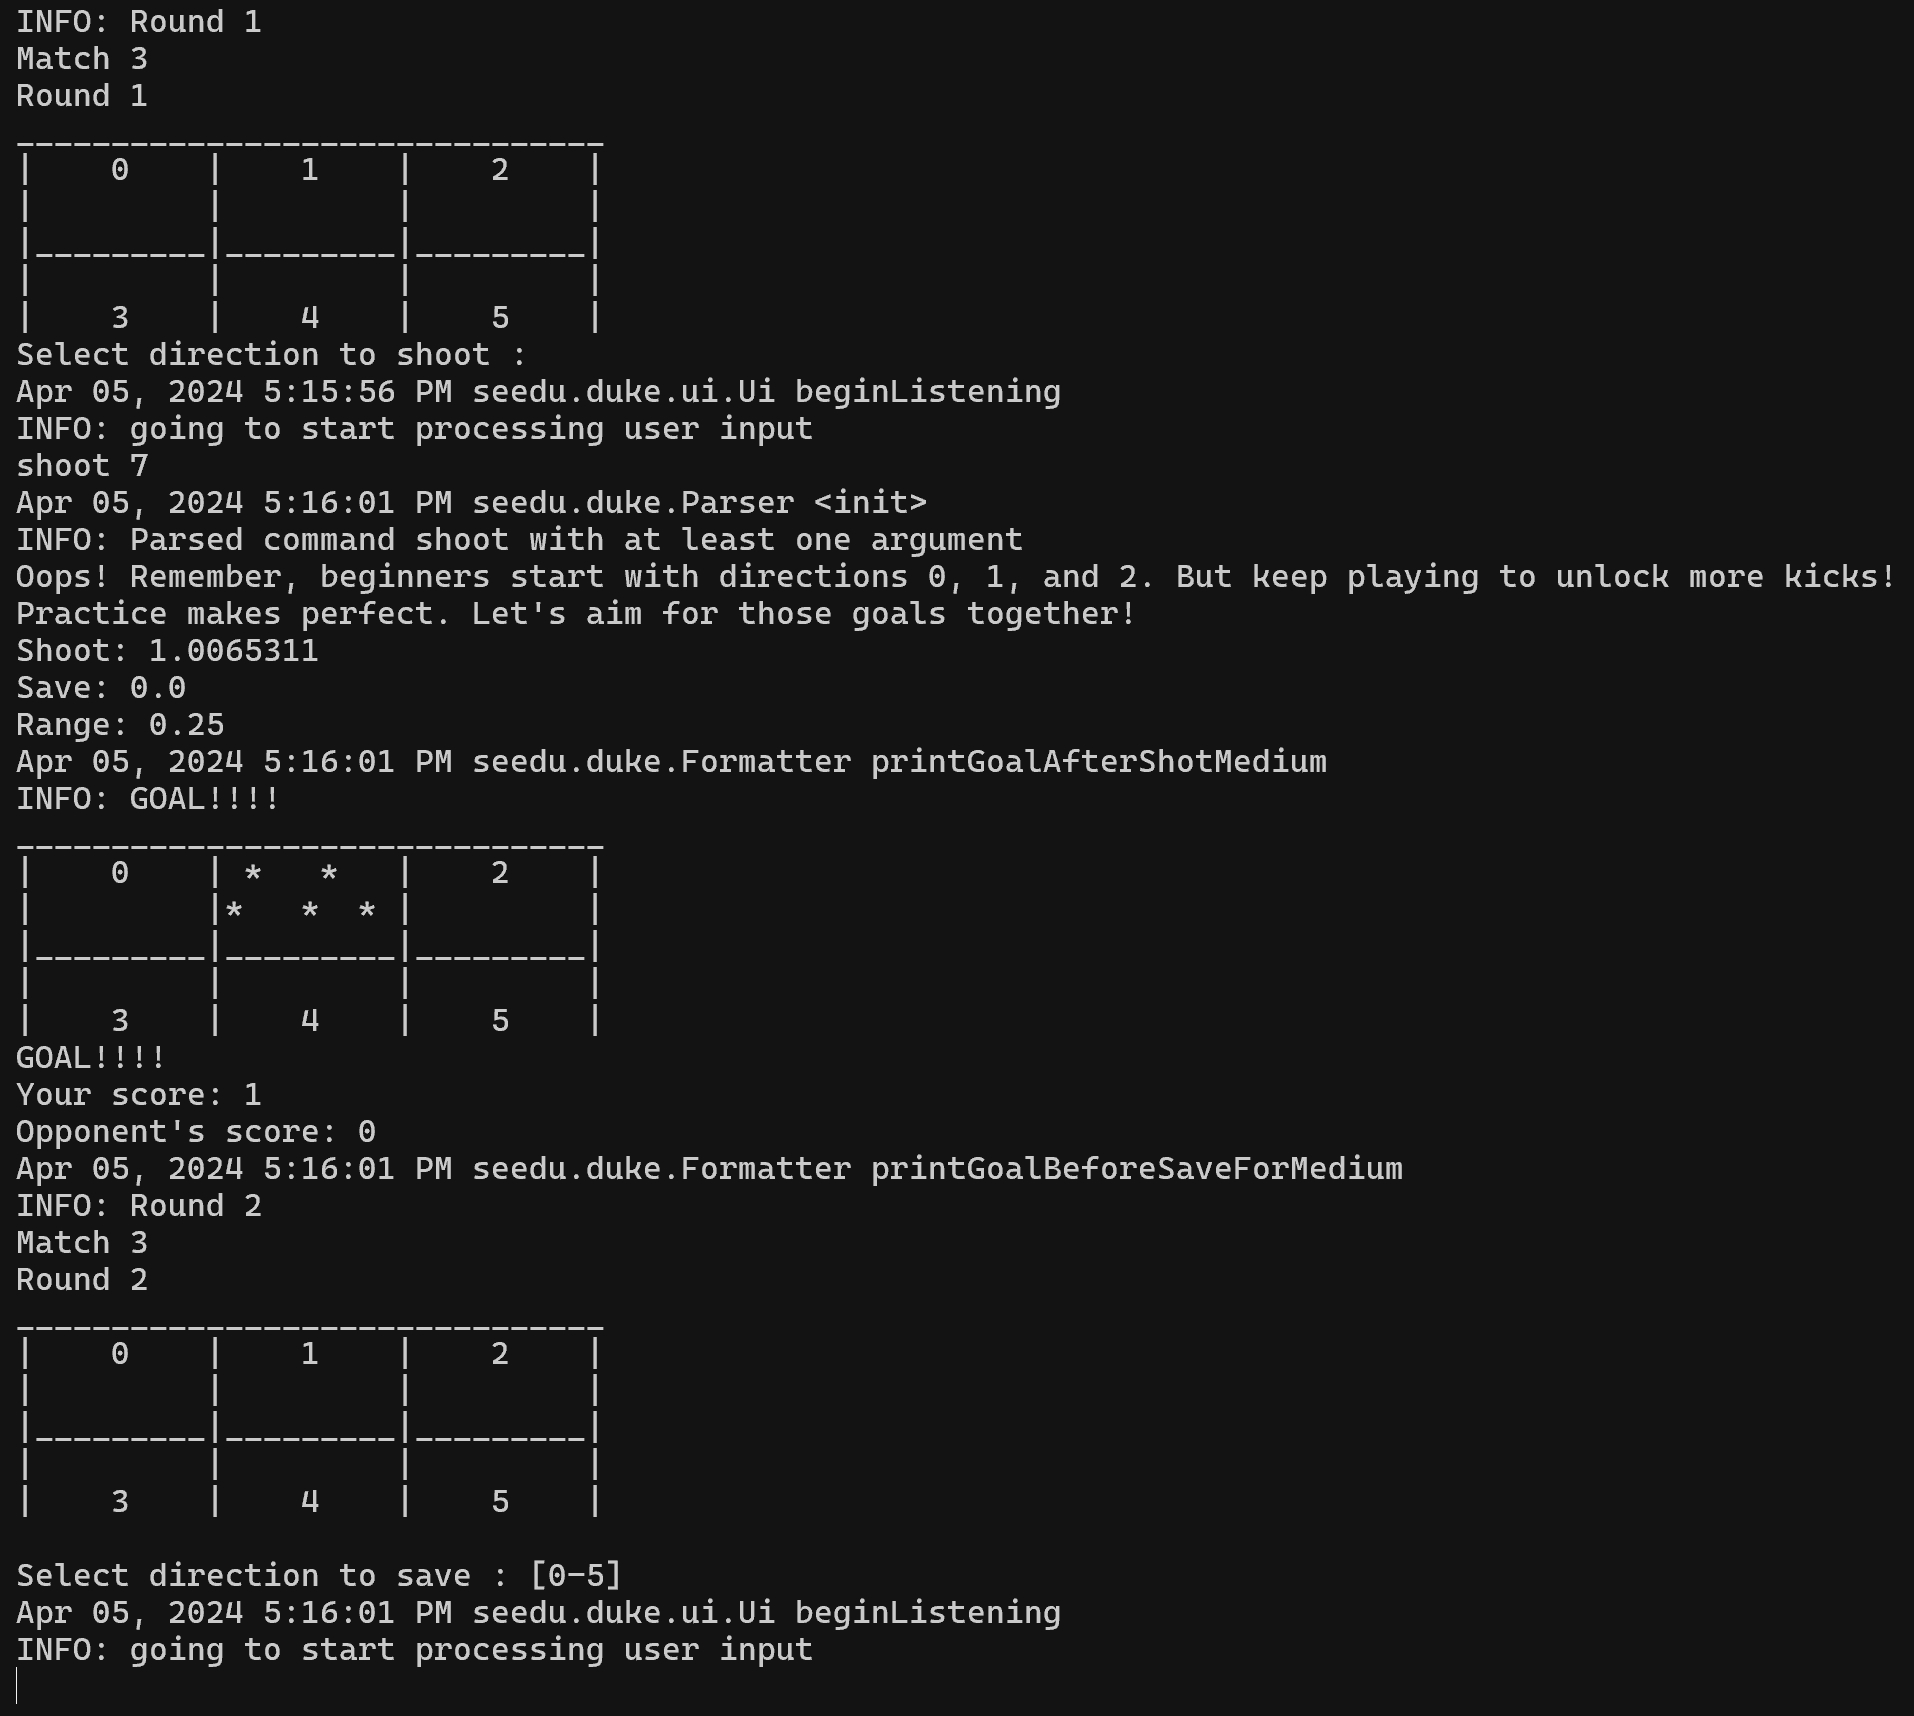 INFO: Round 1
Match 3
Round 1
_______________________________
|    0    |    1    |    2    |
|         |         |         |
|_________|_________|_________|
|         |         |         |
|    3    |    4    |    5    |
Select direction to shoot :
Apr 05, 2024 5:15:56 PM seedu.duke.ui.Ui beginListening
INFO: going to start processing user input
shoot 7
Apr 05, 2024 5:16:01 PM seedu.duke.Parser <init>
INFO: Parsed command shoot with at least one argument
Oops! Remember, beginners start with directions 0, 1, and 2. But keep playing to unlock more kicks!
Practice makes perfect. Let's aim for those goals together!
Shoot: 1.0065311
Save: 0.0
Range: 0.25
Apr 05, 2024 5:16:01 PM seedu.duke.Formatter printGoalAfterShotMedium
INFO: GOAL!!!!
_______________________________
|    0    | *   *   |    2    |
|         |*   *  * |         |
|_________|_________|_________|
|         |         |         |
|    3    |    4    |    5    |
GOAL!!!!
Your score: 1
Opponent's score: 0
Apr 05, 2024 5:16:01 PM seedu.duke.Formatter printGoalBeforeSaveForMedium
INFO: Round 2
Match 3
Round 2
_______________________________
|    0    |    1    |    2    |
|         |         |         |
|_________|_________|_________|
|         |         |         |
|    3    |    4    |    5    |
Select direction to save : [0-5]
Apr 05, 2024 5:16:01 PM seedu.duke.ui.Ui beginListening
INFO: going to start processing user input